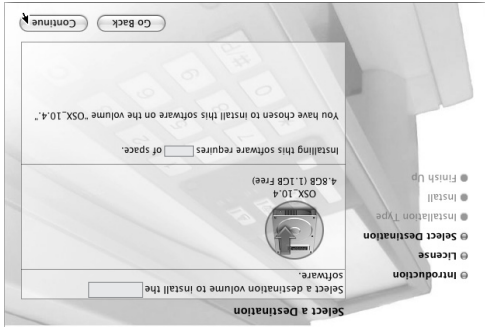 Select a Destination
Introduction
License
Select Destination
Installation Type
Install
Finish Up
Select a destination volume to install the
software.
OSX_10.4
4.8GB (1.1GB Free)
Installing this software requires of space.
You have chosen to install this software on the volume "OSX_10.4."
Go Back
Continue